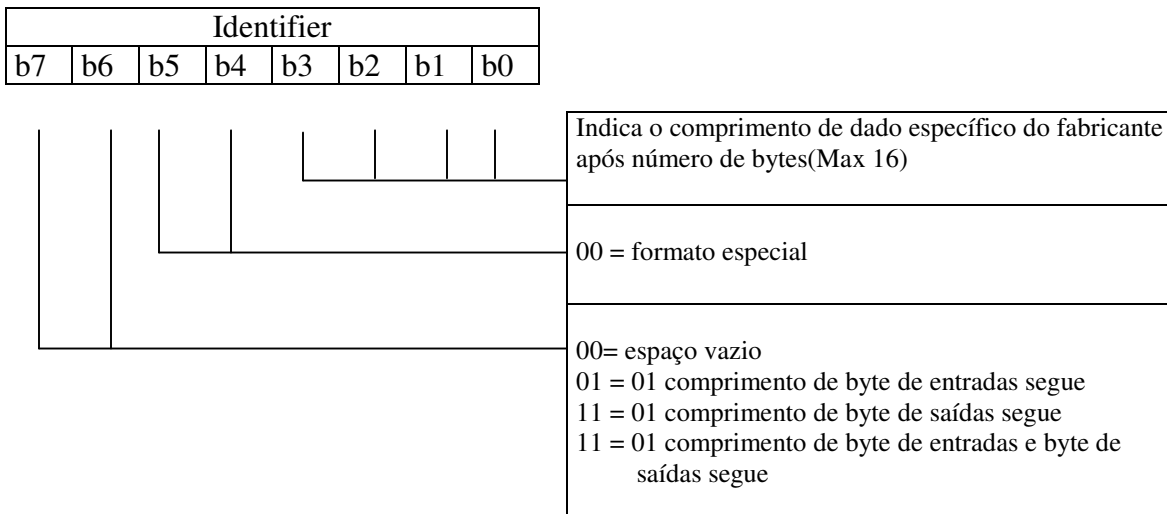 Identifier
b7 b6 b5 b4 b3 b2 b1 b0
Indica o comprimento de dado específico do fabricante
após número de bytes(Max 16)
00 = formato especial
00= espaço vazio
01 = 01 comprimento de byte de entradas segue
11 = 01 comprimento de byte de saídas segue
11 = 01 comprimento de byte de entradas e byte de
saídas segue